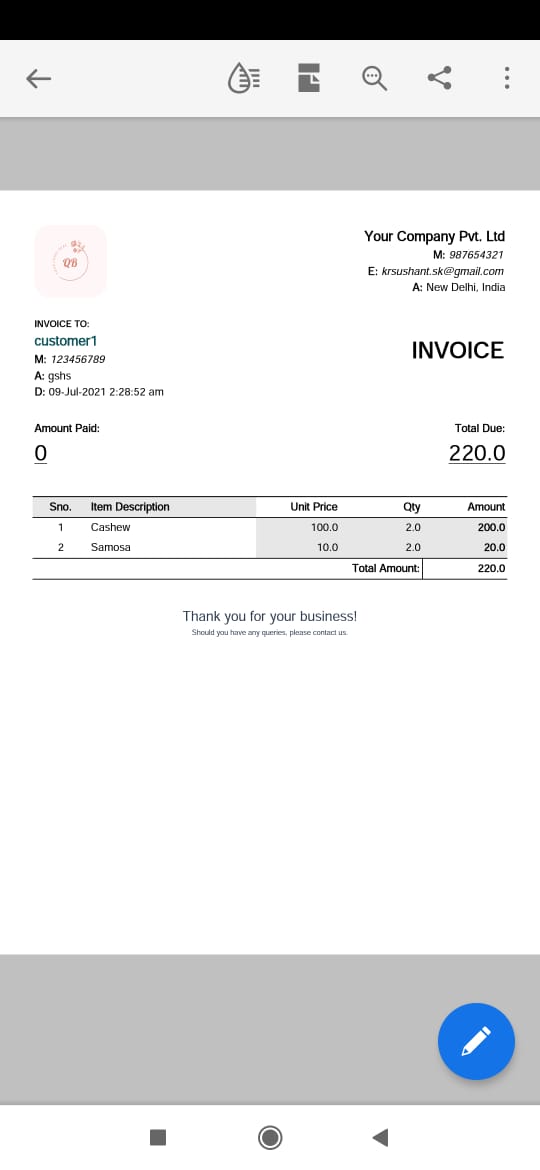 QB
Your Company Pvt. Ltd
M: 987654321
E: krsushant.sk@gmail.com
A: New Delhi, India
INVOICE TO:
customer1
M: 123456789
A: gshs
D: 09-Jul-2021 2:28:52 am
INVOICE
Amount Paid:
0
Total Due:
220.0
Sno. Item Description Unit Price Qty Amount
1 Cashew 100.0 2.0 200.0
2 Samosa 10.0 2.0 20.0
Total Amount: 220.0
Thank you for your business!
Should you have any queries, please contact us.